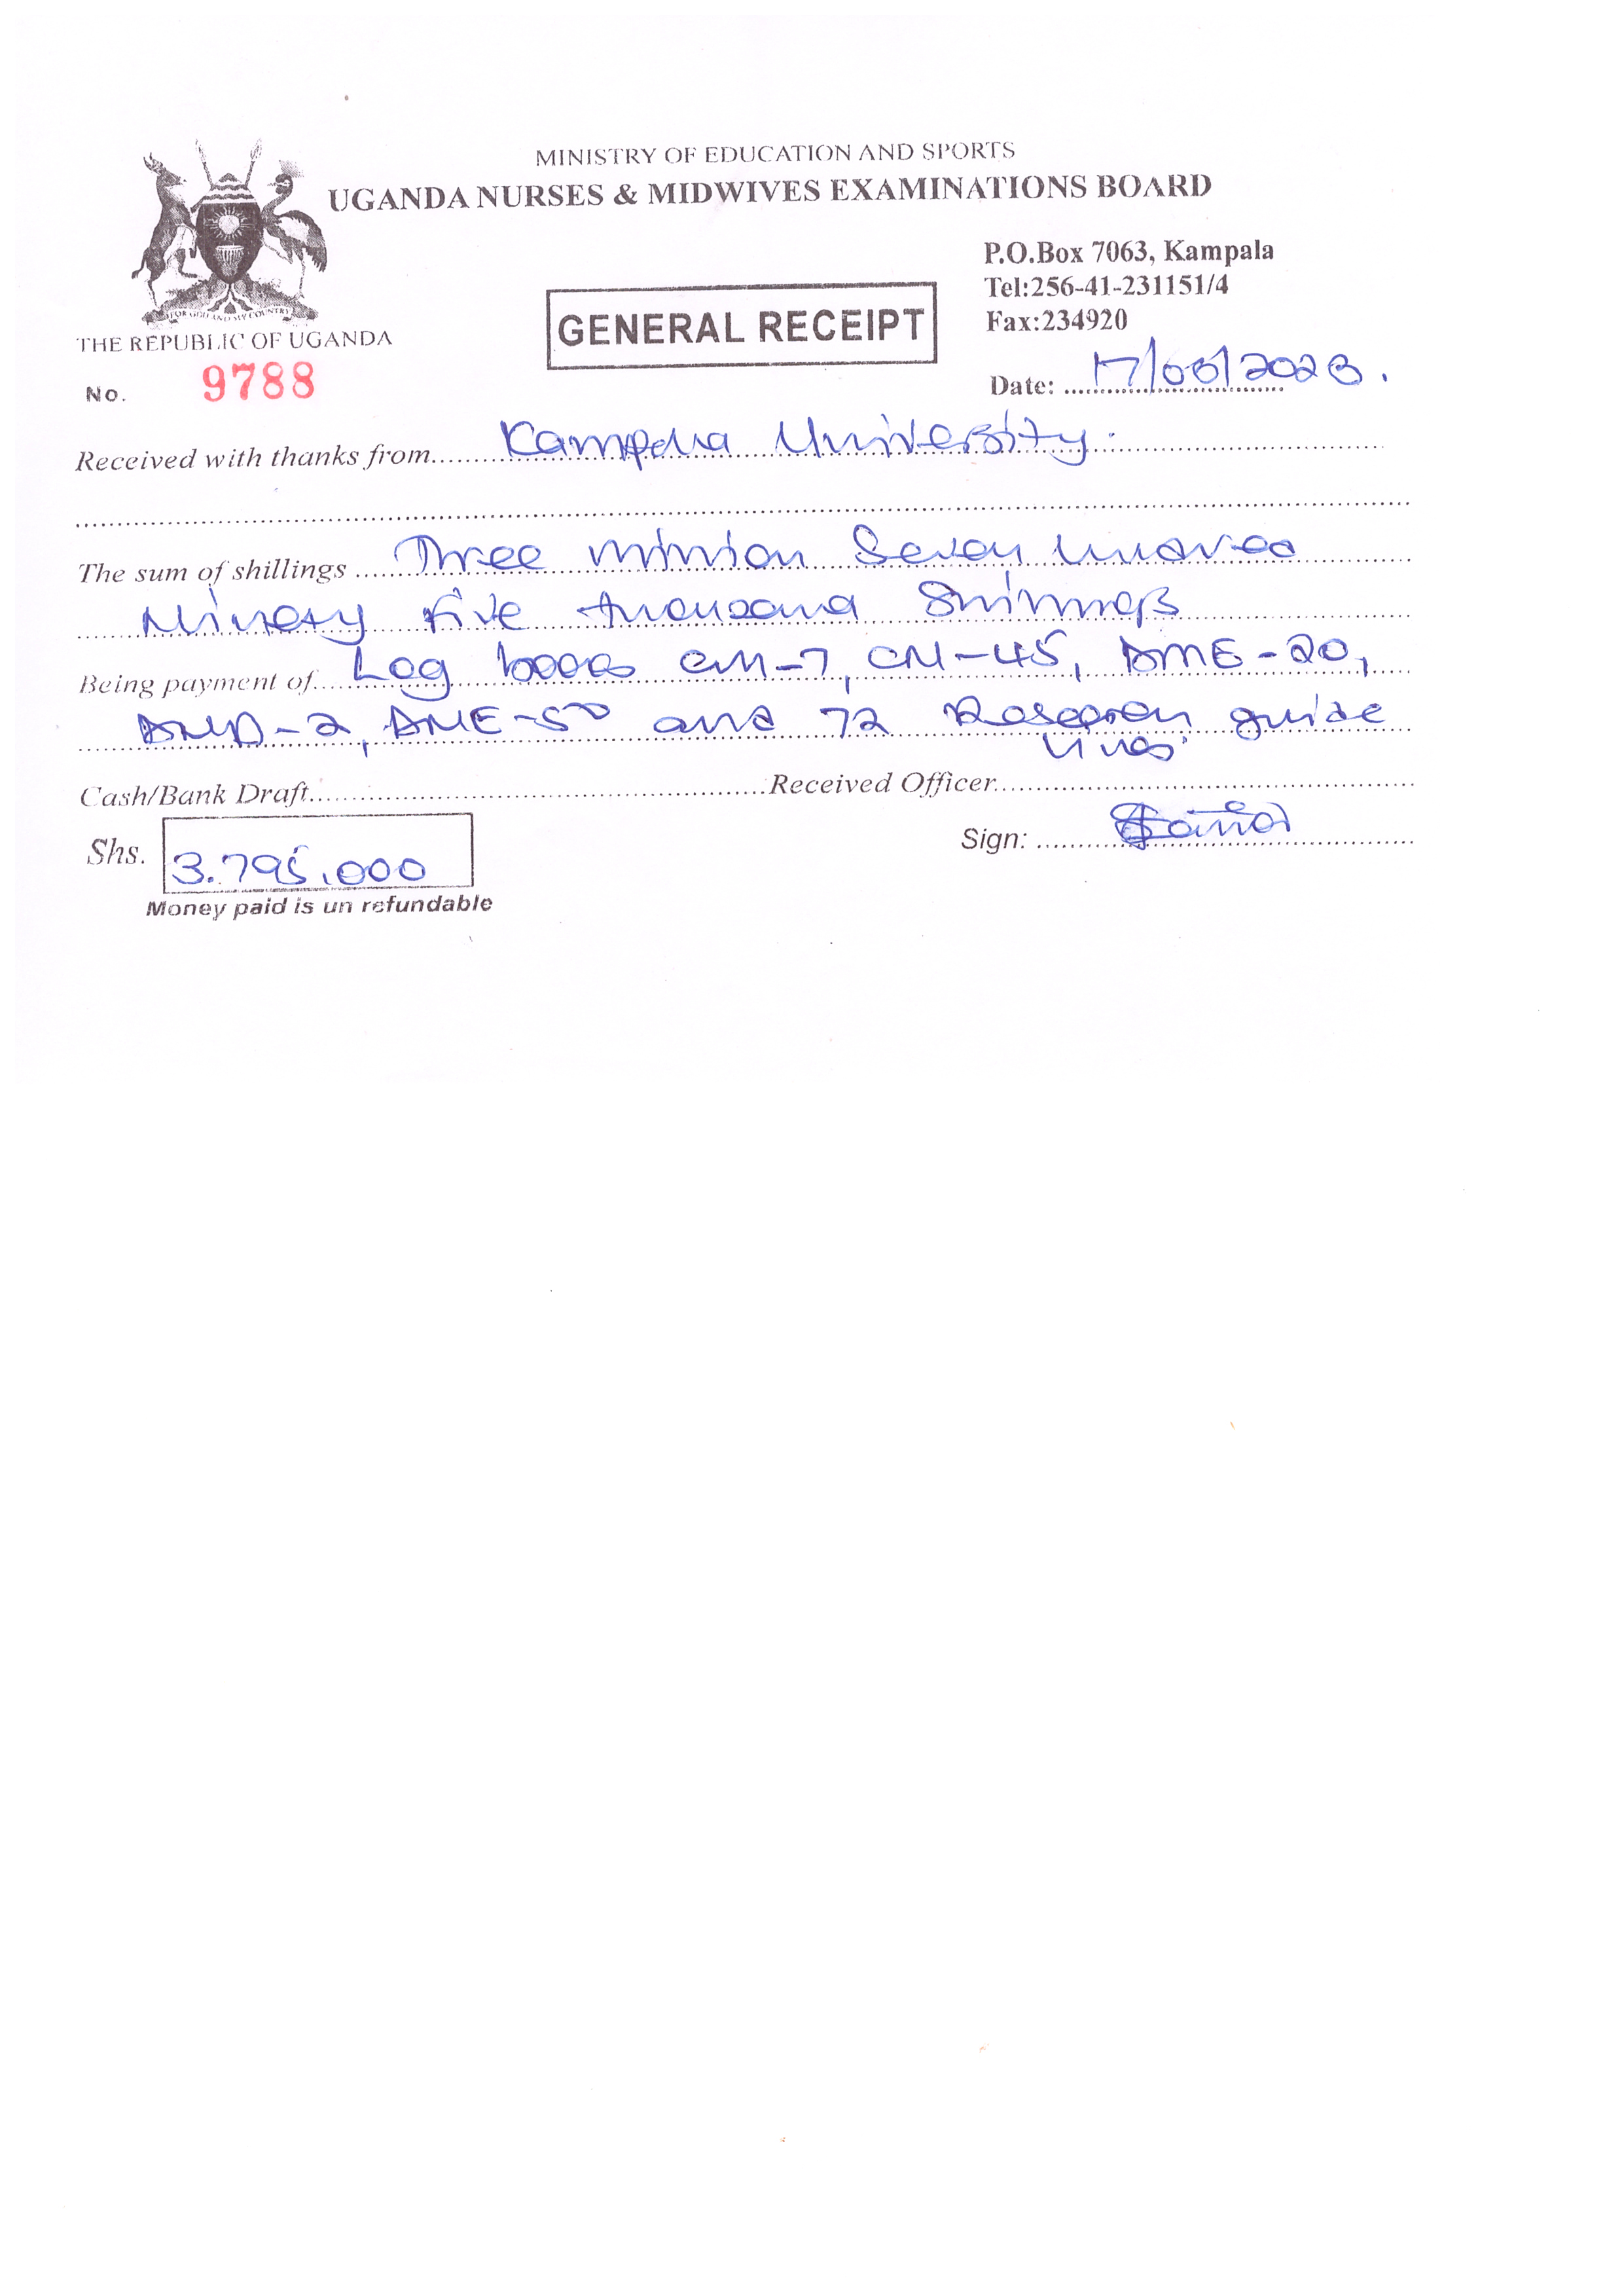 MINISTRY OF EDUCATION AND SPORTS
UGANDA NURSES & MIDWIVES EXAMINATIONS BOARD
P.O.Box 7063, Kampala
Tel:256-41-231151/4
Fax:234920
FOR GOD AND MY COUNTRY
THE REPUBLIC OF UGANDA
GENERAL RECEIPT
No. 9788
Date: 17/05/2023.
Received with thanks from Kampala University.
The sum of shillings Three Million Seven Hundred
Ninety Five thousand Shillings
Being payment of Log books CM-7, CN-45, DME-20,
DME-50 and 72 Research guide
lines.
Cash/Bank Draft Received Officer
Shs. 3.795.000
Sign:
Money paid is un refundable